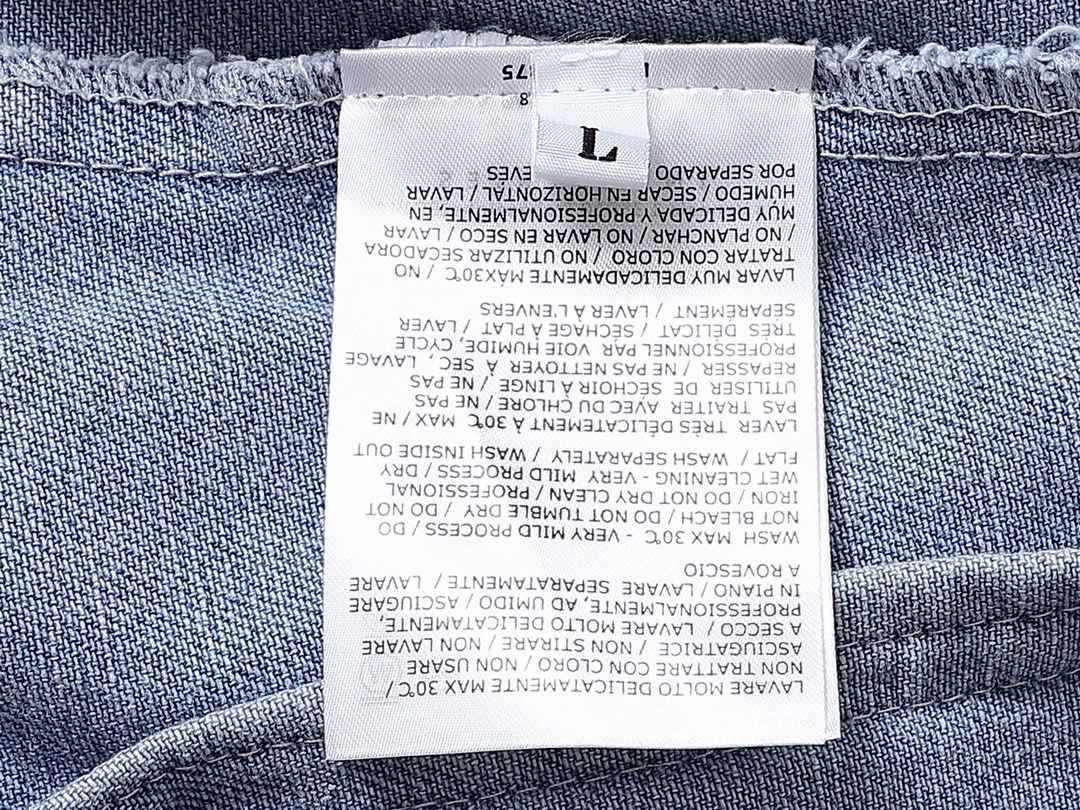 LAVARE MOLTO DELICATAMENTE MAX 30℃/
NON TRATTARE CON CLORO / NON USARE
ASCIUGATRICE / NON STIRARE / NON LAVARE
A SECCO / LAVARE MOLTO DELICATAMENTE,
PROFESSIONALMENTE, AD UMIDO / ASCIUGARE
IN PIANO / LAVARE SEPARATAMENTE / LAVARE
A ROVESCIO
WASH MAX 30℃ - VERY MILD PROCESS/ DO
NOT BLEACH / DO NOT TUMBLE DRY / DO NOT
IRON / DO NOT DRY CLEAN / PROFESSIONAL
WET CLEANING - VERY MILD PROCESS / DRY
FLAT / WASH SEPARATELY / WASH INSIDE OUT
LAVER TRÈS DÉLICATEMENT À 30℃ MAX / NE
PAS TRAITER AVEC DU CHLORE / NE PAS
UTILISER DE SÉCHOIR À LINGE / NE PAS
REPASSER / NE PAS NETTOYER À SEC , LAVAGE
PROFESSIONNEL PAR VOIE HUMIDE, CYCLE
TRÈS DÉLICAT / SÉCHAGE À PLAT / LAVER
SÉPARÉMENT / LAVER À L'ENVERS
LAVAR MUY DELICADAMENTE MÁX30℃ / NO
TRATAR CON CLORO / NO UTILIZAR SECADORA
/ NO PLANCHAR / NO LAVAR EN SECO / LAVAR
MUY DELICADA Y PROFESIONALMENTE, EN
HÚMEDO / SECAR EN HORIZONTAL / LAVAR
POR SEPARADO EVES
L
8
75